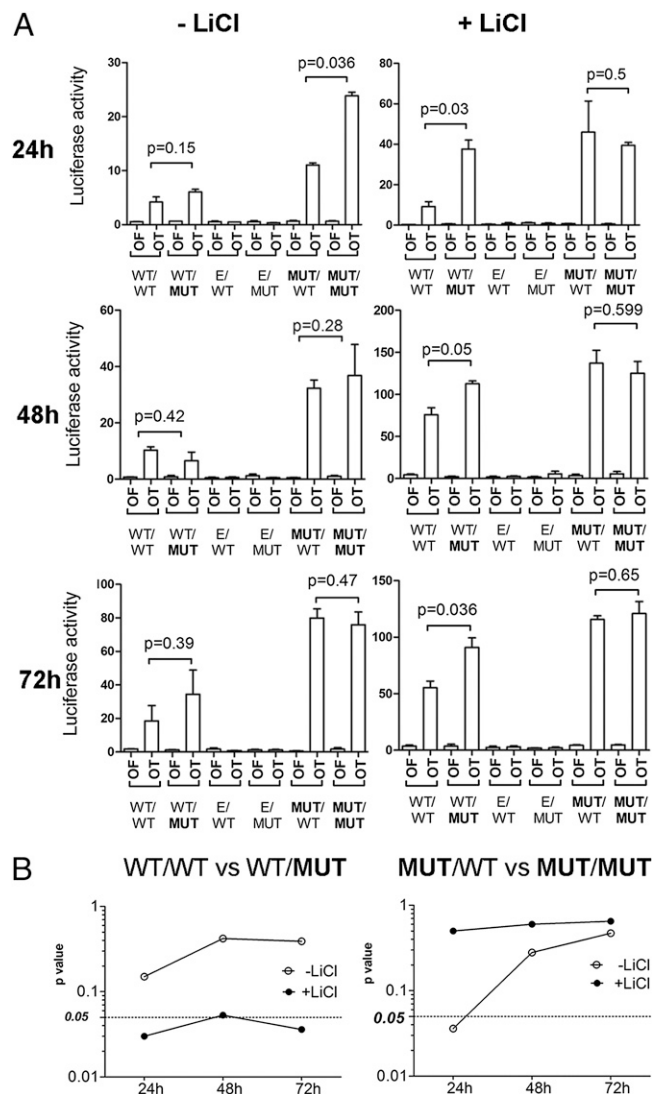 A
- LiCl
+ LiCl
24h
Luciferase activity
30
20
10
0
p=0.15
p=0.036
OF OT OF OT OF OT OF OT OF OT OF OT
WT/ WT/ E/ E/ MUT/ MUT/
WT MUT WT MUT WT MUT
80
60
40
20
0
p=0.03
p=0.5
OF OT OF OT OF OT OF OT OF OT OF OT
WT/ WT/ E/ E/ MUT/ MUT/
WT MUT WT MUT WT MUT
48h
Luciferase activity
60
40
20
0
p=0.42
p=0.28
OF OT OF OT OF OT OF OT OF OT OF OT
WT/ WT/ E/ E/ MUT/ MUT/
WT MUT WT MUT WT MUT
200
150
100
50
0
p=0.05
p=0.599
OF OT OF OT OF OT OF OT OF OT OF OT
WT/ WT/ E/ E/ MUT/ MUT/
WT MUT WT MUT WT MUT
72h
Luciferase activity
100
80
60
40
20
0
p=0.39
p=0.47
OF OT OF OT OF OT OF OT OF OT OF OT
WT/ WT/ E/ E/ MUT/ MUT/
WT MUT WT MUT WT MUT
150
100
50
0
p=0.036
p=0.65
OF OT OF OT OF OT OF OT OF OT OF OT
WT/ WT/ E/ E/ MUT/ MUT/
WT MUT WT MUT WT MUT
B
WT/WT vs WT/MUT
p value
1
0.1
0.05
0.01
-LiCl
+LiCl
24h 48h 72h
MUT/WT vs MUT/MUT
p value
1
0.1
0.05
0.01
-LiCl
+LiCl
24h 48h 72h